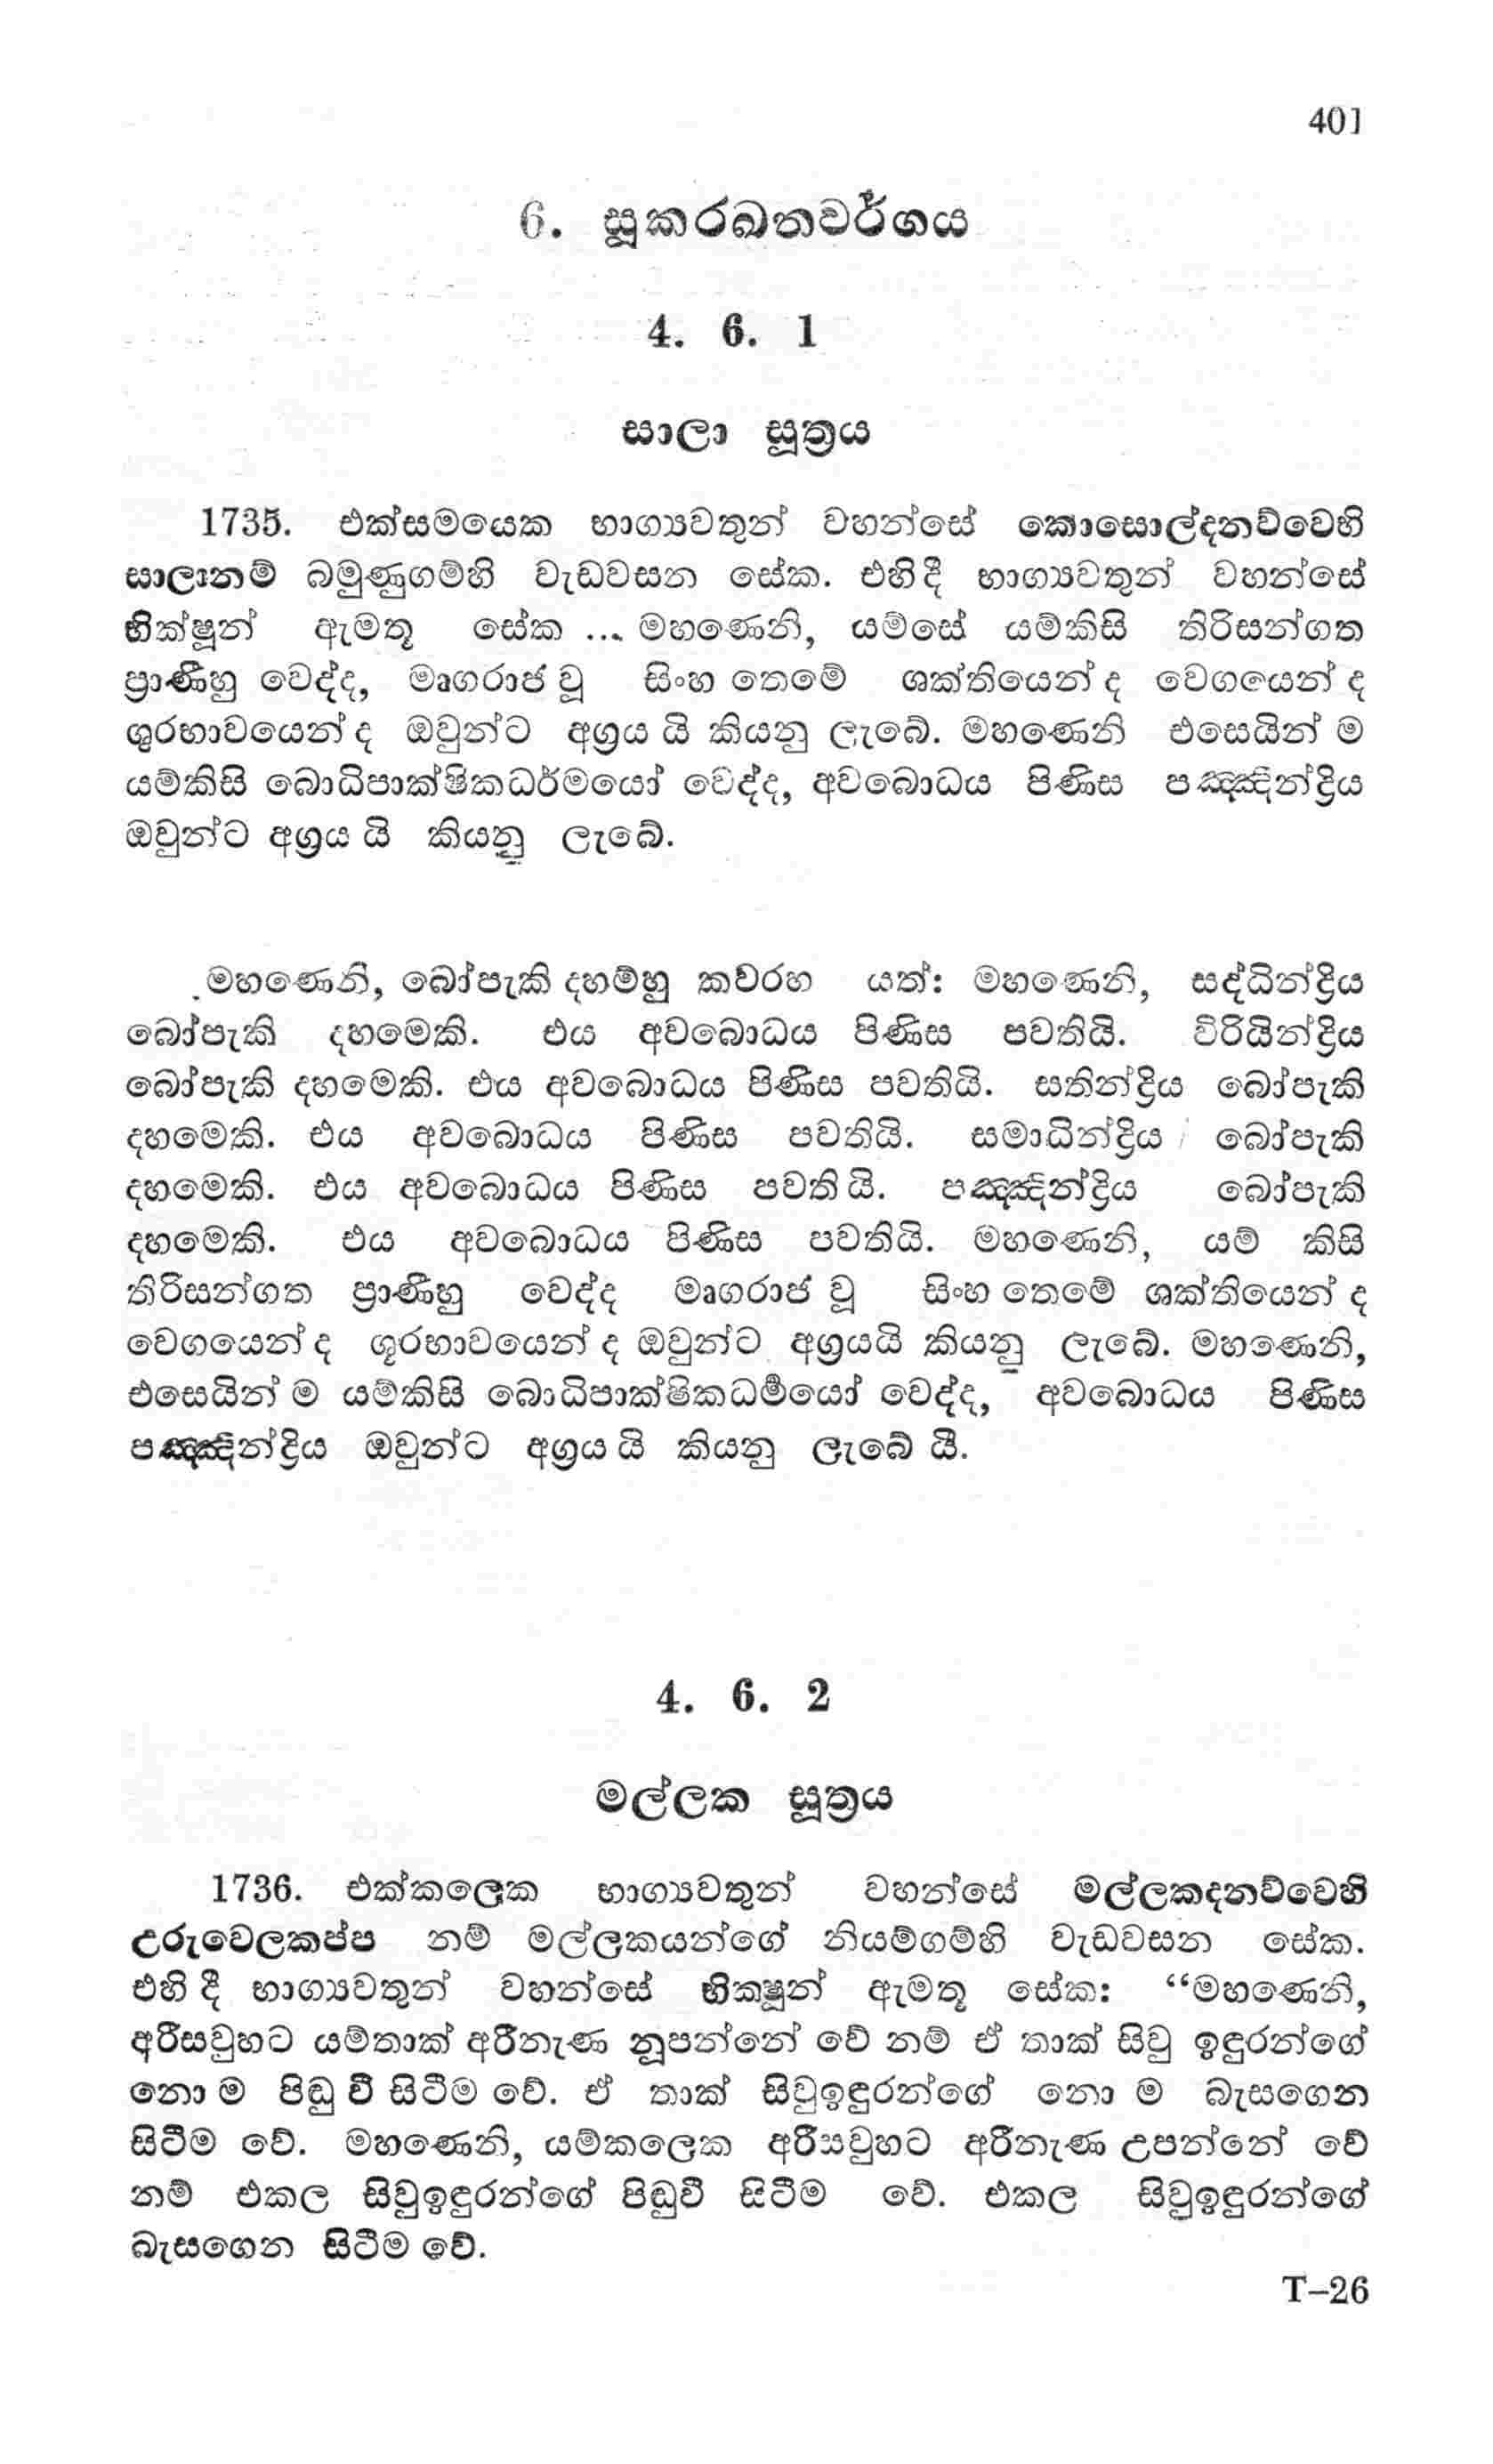 401
6. සූකරඛතවර්ගය
4. 6. 1
සාලා සූත්‍රය
1735. එක්සමයෙක භාග්‍යවතුන් වහන්සේ කොසොල්දනව්වෙහි
සාලානම් බමුණුගම්හි වැඩවසන සේක. එහි දී භාග්‍යවතුන් වහන්සේ
භික්ෂූන් ඇමතූ සේක ... මහණෙනි, යම්සේ යම්කිසි තිරිසන්ගත
ප්‍රාණීහු වෙද්ද, මෘගරාජ වූ සිංහ තෙමේ ශක්තියෙන් ද වෙගයෙන් ද
ශුරභාවයෙන් ද ඔවුන්ට අග්‍රය යි කියනු ලැබේ. මහණෙනි එසෙයින් ම
යම්කිසි බොධිපාක්ෂිකධර්මයෝ වෙද්ද, අවබොධය පිණිස පඤ්ඤින්ද්‍රිය
ඔවුන්ට අග්‍රය යි කියනු ලැබේ.
මහණෙනි, බෝපැකි දහම්හු කවරහ යත්: මහණෙනි, සද්ධින්ද්‍රිය
බෝපැකි දහමෙකි. එය අවබොධය පිණිස පවතියි. විරියින්ද්‍රිය
බෝපැකි දහමෙකි. එය අවබොධය පිණිස පවතියි. සතින්ද්‍රිය බෝපැකි
දහමෙකි. එය අවබොධය පිණිස පවතියි. සමාධින්ද්‍රිය බෝපැකි
දහමෙකි. එය අවබොධය පිණිස පවති යි. පඤ්ඤින්ද්‍රිය බෝපැකි
දහමෙකි. එය අවබොධය පිණිස පවතියි. මහණෙනි, යම් කිසි
තිරිසන්ගත ප්‍රාණීහු වෙද්ද මෘගරාජ වූ සිංහ තෙමේ ශක්තියෙන් ද
වෙගයෙන් ද ශූරභාවයෙන් ද ඔවුන්ට අග්‍රයයි කියනු ලැබේ. මහණෙනි,
එසෙයින් ම යම්කිසි බොධිපාක්ෂිකධර්‍මයෝ වෙද්ද, අවබොධය පිණිස
පඤ්ඤින්ද්‍රිය ඔවුන්ට අග්‍රය යි කියනු ලැබේ යී.
4. 6. 2
මල්ලක සූත්‍රය
1736. එක්කලෙක භාග්‍යවතුන් වහන්සේ මල්ලකදනව්වෙහි
උරුවෙලකප්ප නම් මල්ලකයන්ගේ නියම්ගම්හි වැඩවසන සේක.
එහි දී භාග්‍යවතුන් වහන්සේ භික්‍ෂූන් ඇමතූ සේක: “මහණෙනි,
අරීසවුහට යම්තාක් අරීනැණ නූපන්නේ වේ නම් ඒ තාක් සිවු ඉඳුරන්ගේ
නො ම පිඬු වී සිටීම වේ. ඒ තාක් සිවුඉඳුරන්ගේ නො ම බැසගෙන
සිටීම වේ. මහණෙනි, යම්කලෙක අරීසවුහට අරීනැණ උපන්නේ වේ
නම් එකල සිවුඉඳුරන්ගේ පිඬුවී සිටීම වේ. එකල සිවුඉඳුරන්ගේ
බැසගෙන සිටීම වේ.
T–26